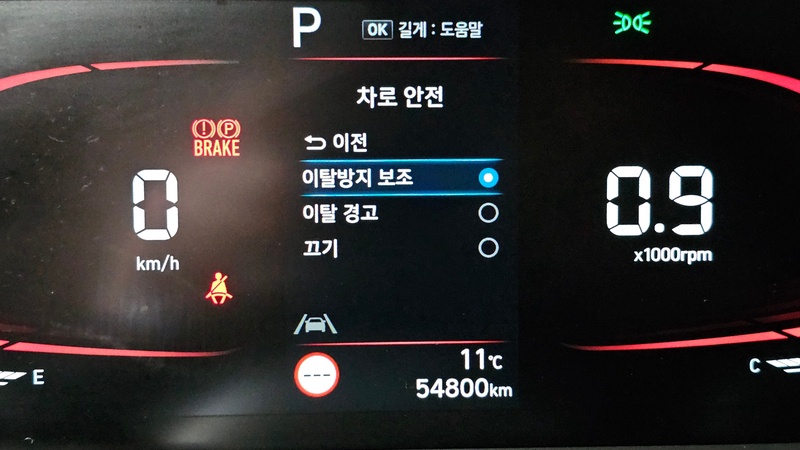 P
OK 길게 : 도움말
차로 안전
(!) (P)
BRAKE
이전
이탈방지 보조
이탈 경고
끄기
0
km/h
0.9
x1000rpm
E
C
---
11℃
54800km